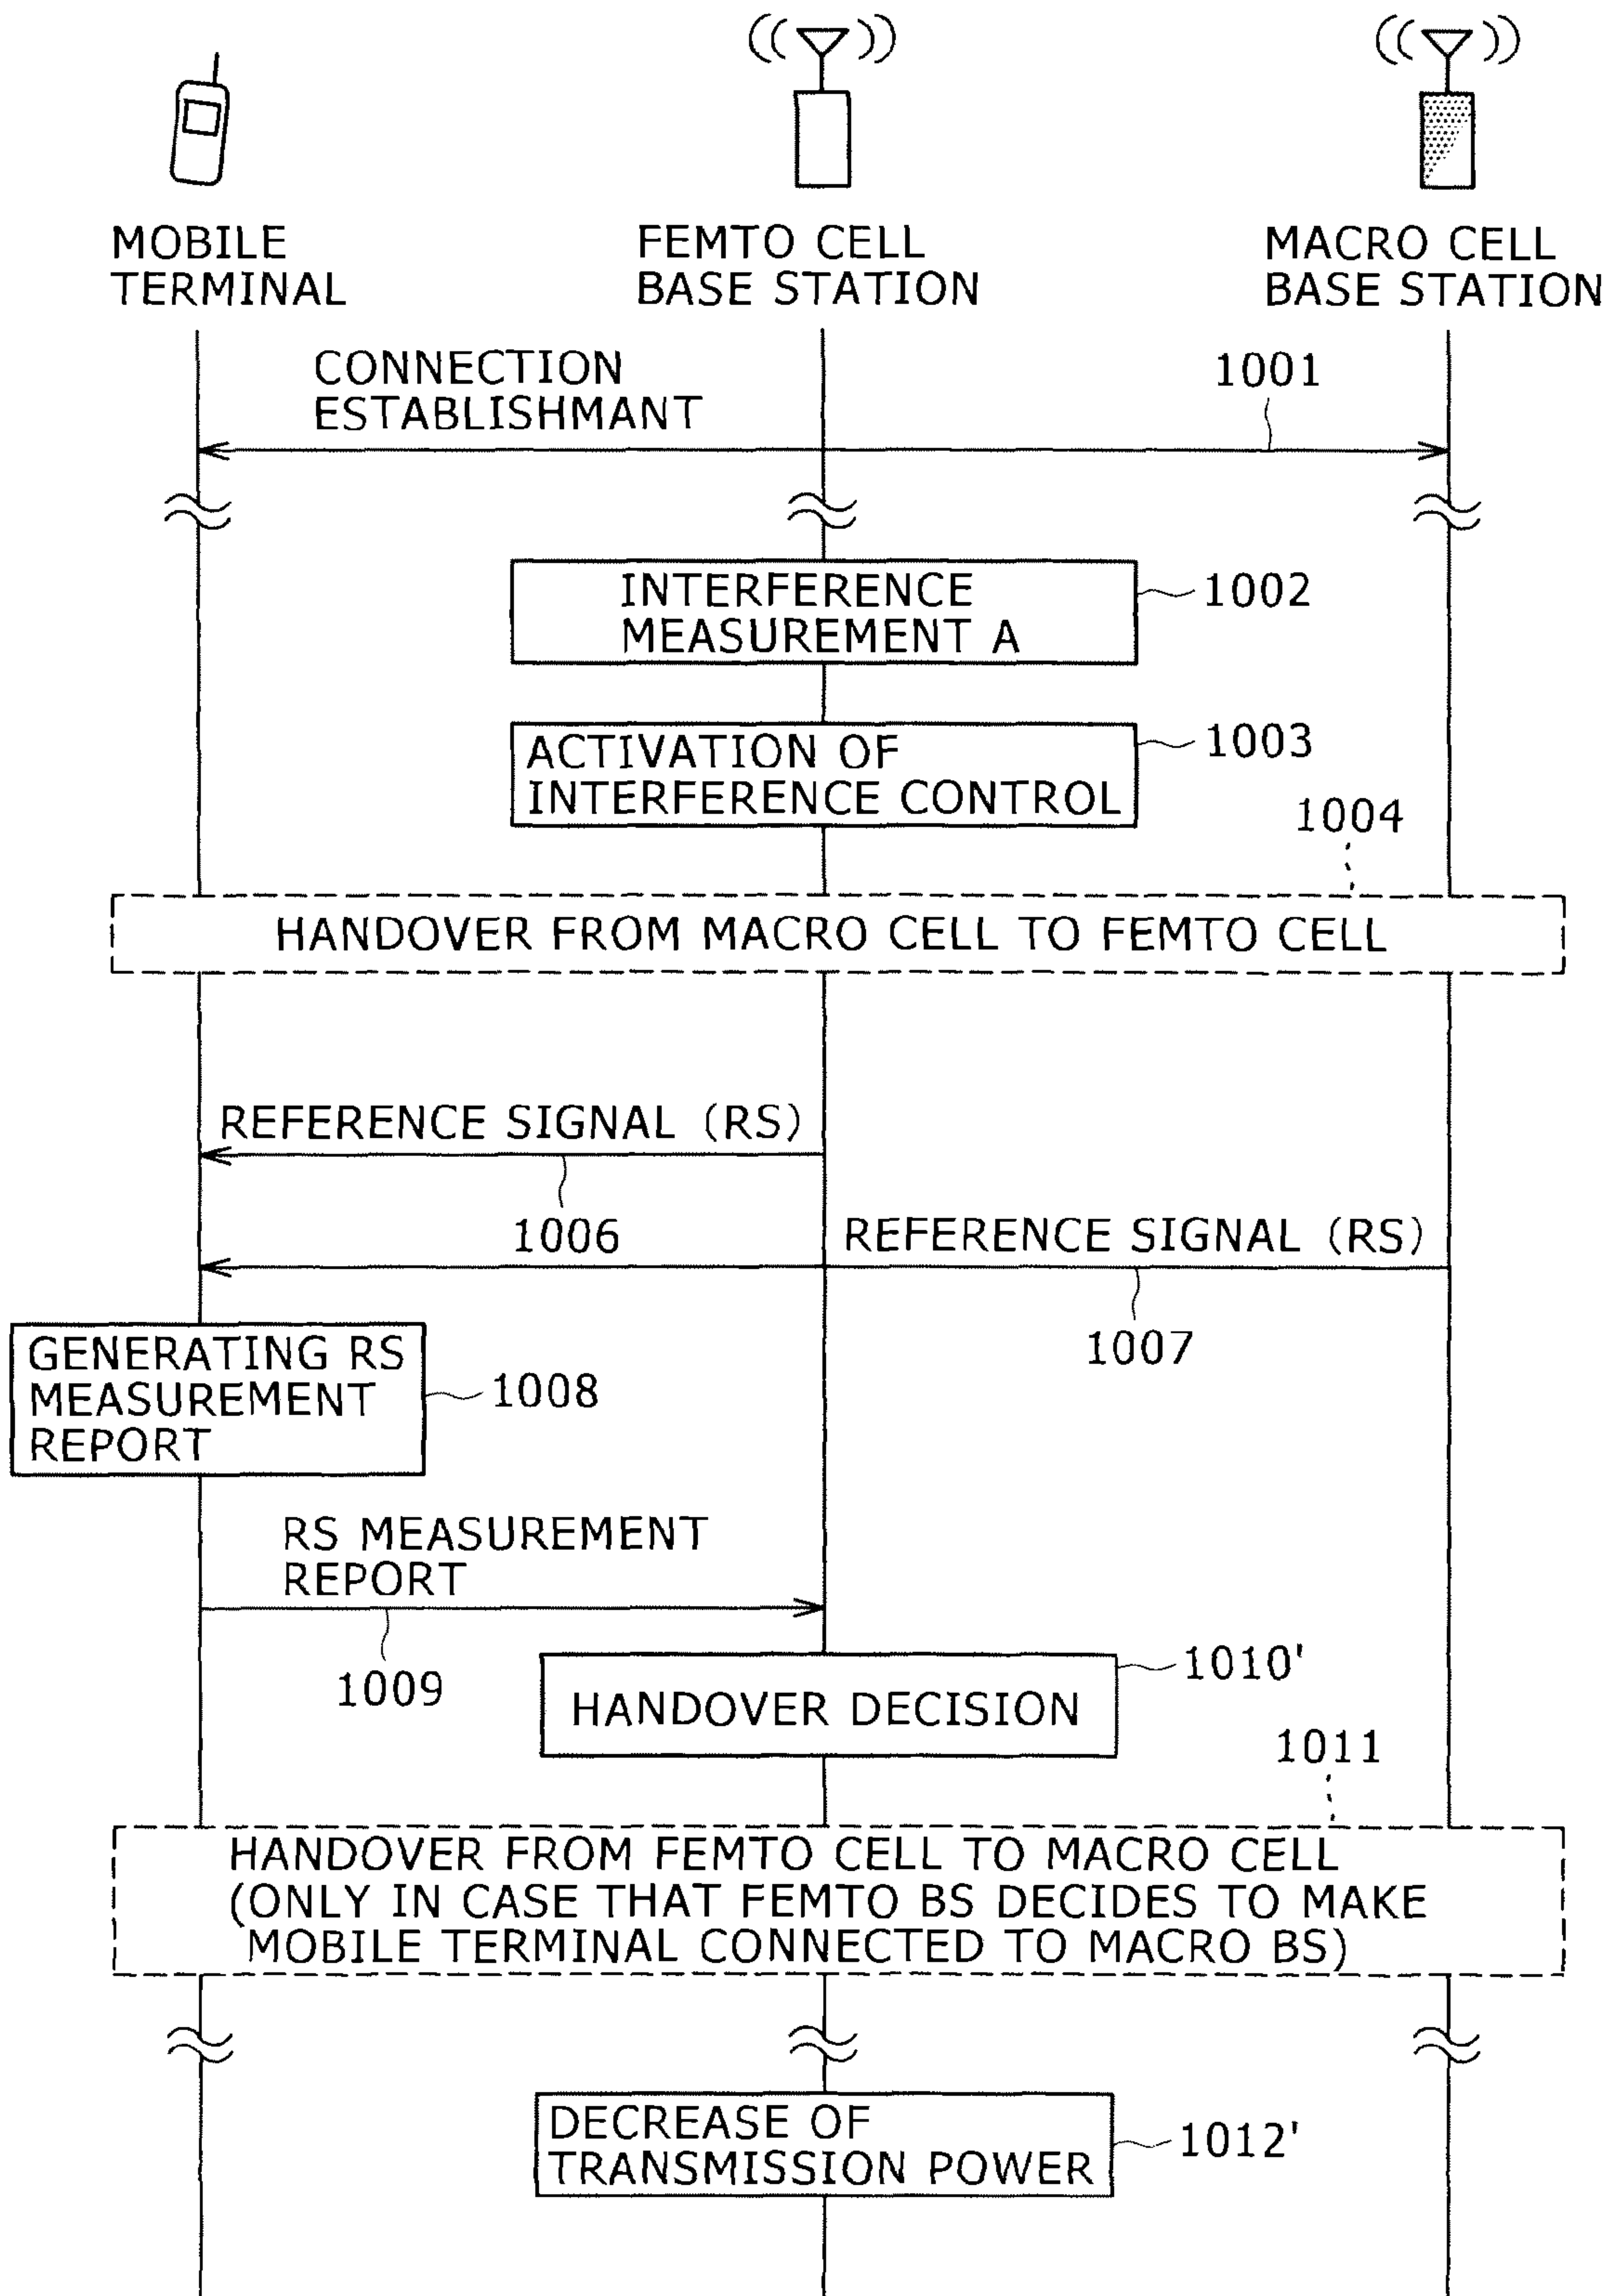 MOBILE
TERMINAL
FEMTO CELL
BASE STATION
MACRO CELL
BASE STATION
CONNECTION
ESTABLISHMANT
1001
INTERFERENCE
MEASUREMENT A
1002
ACTIVATION OF
INTERFERENCE CONTROL
1003
1004
HANDOVER FROM MACRO CELL TO FEMTO CELL
REFERENCE SIGNAL (RS)
1006
REFERENCE SIGNAL (RS)
1007
GENERATING RS
MEASUREMENT
REPORT
1008
RS MEASUREMENT
REPORT
1009
HANDOVER DECISION
1010'
1011
HANDOVER FROM FEMTO CELL TO MACRO CELL
(ONLY IN CASE THAT FEMTO BS DECIDES TO MAKE
MOBILE TERMINAL CONNECTED TO MACRO BS)
DECREASE OF
TRANSMISSION POWER
1012'